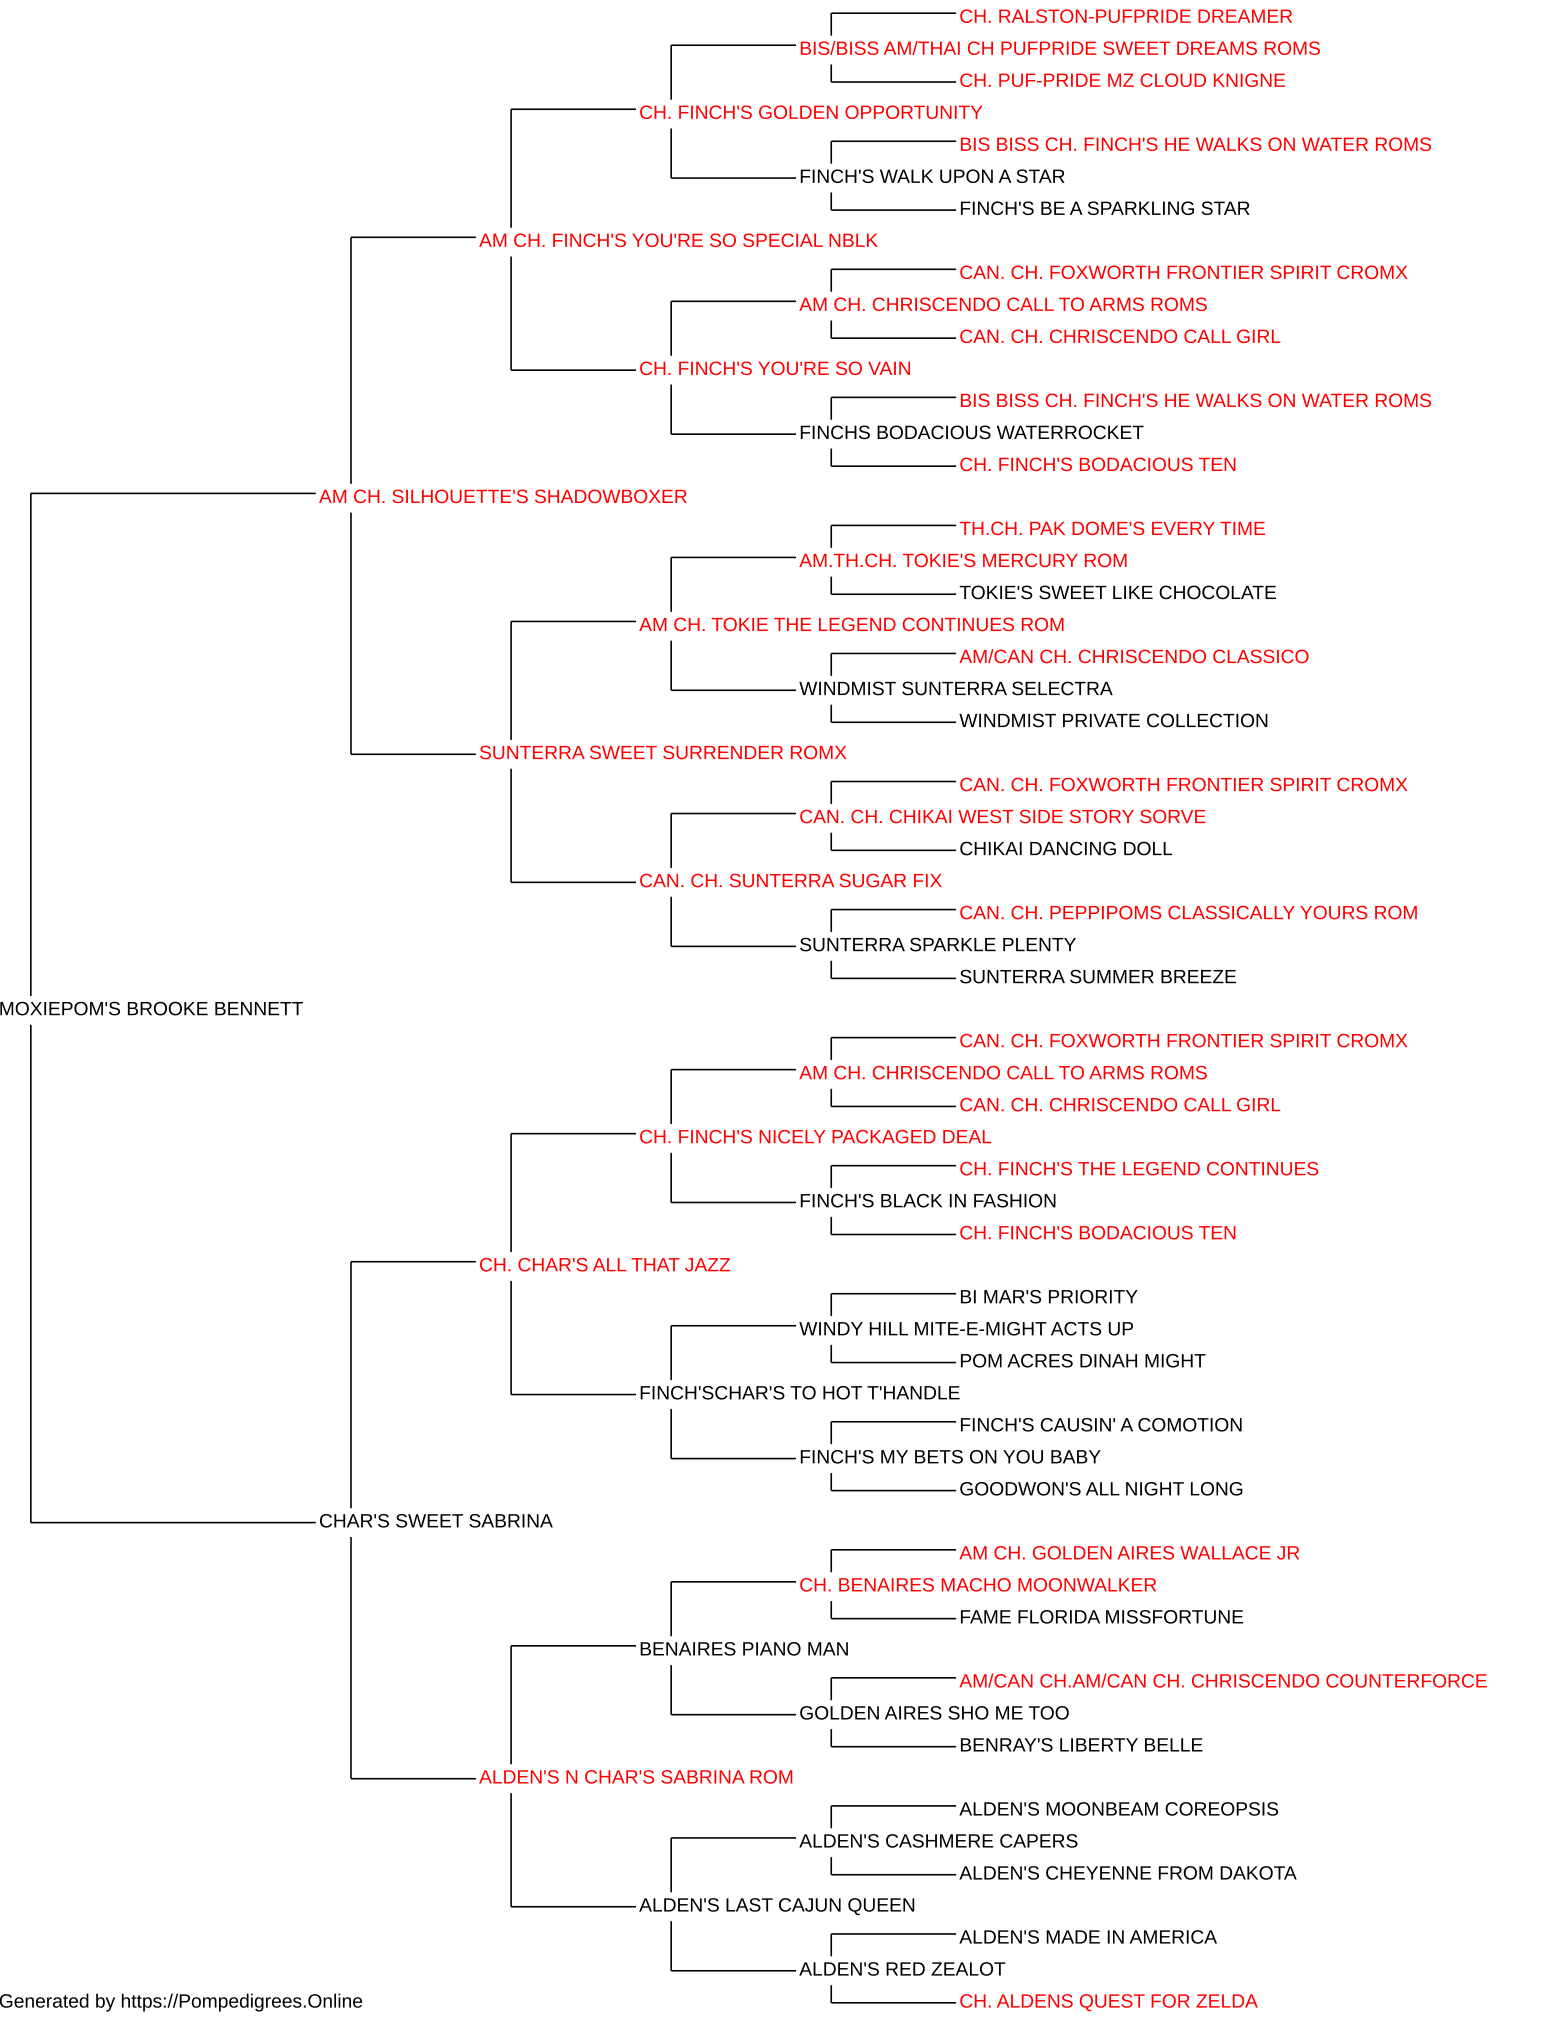 CH. RALSTON-PUFPRIDE DREAMER
BIS/BISS AM/THAI CH PUFPRIDE SWEET DREAMS ROMS
CH. PUF-PRIDE MZ CLOUD KNIGNE
CH. FINCH'S GOLDEN OPPORTUNITY
BIS BISS CH. FINCH'S HE WALKS ON WATER ROMS
FINCH'S WALK UPON A STAR
FINCH'S BE A SPARKLING STAR
AM CH. FINCH'S YOU'RE SO SPECIAL NBLK
CAN. CH. FOXWORTH FRONTIER SPIRIT CROMX
AM CH. CHRISCENDO CALL TO ARMS ROMS
CAN. CH. CHRISCENDO CALL GIRL
CH. FINCH'S YOU'RE SO VAIN
BIS BISS CH. FINCH'S HE WALKS ON WATER ROMS
FINCHS BODACIOUS WATERROCKET
CH. FINCH'S BODACIOUS TEN
AM CH. SILHOUETTE'S SHADOWBOXER
TH.CH. PAK DOME'S EVERY TIME
AM.TH.CH. TOKIE'S MERCURY ROM
TOKIE'S SWEET LIKE CHOCOLATE
AM CH. TOKIE THE LEGEND CONTINUES ROM
AM/CAN CH. CHRISCENDO CLASSICO
WINDMIST SUNTERRA SELECTRA
WINDMIST PRIVATE COLLECTION
SUNTERRA SWEET SURRENDER ROMX
CAN. CH. FOXWORTH FRONTIER SPIRIT CROMX
CAN. CH. CHIKAI WEST SIDE STORY SORVE
CHIKAI DANCING DOLL
CAN. CH. SUNTERRA SUGAR FIX
CAN. CH. PEPPIPOMS CLASSICALLY YOURS ROM
SUNTERRA SPARKLE PLENTY
SUNTERRA SUMMER BREEZE
MOXIEPOM'S BROOKE BENNETT
CAN. CH. FOXWORTH FRONTIER SPIRIT CROMX
AM CH. CHRISCENDO CALL TO ARMS ROMS
CAN. CH. CHRISCENDO CALL GIRL
CH. FINCH'S NICELY PACKAGED DEAL
CH. FINCH'S THE LEGEND CONTINUES
FINCH'S BLACK IN FASHION
CH. FINCH'S BODACIOUS TEN
CH. CHAR'S ALL THAT JAZZ
BI MAR'S PRIORITY
WINDY HILL MITE-E-MIGHT ACTS UP
POM ACRES DINAH MIGHT
FINCH'SCHAR'S TO HOT T'HANDLE
FINCH'S CAUSIN' A COMOTION
FINCH'S MY BETS ON YOU BABY
GOODWON'S ALL NIGHT LONG
CHAR'S SWEET SABRINA
AM CH. GOLDEN AIRES WALLACE JR
CH. BENAIRES MACHO MOONWALKER
FAME FLORIDA MISSFORTUNE
BENAIRES PIANO MAN
AM/CAN CH.AM/CAN CH. CHRISCENDO COUNTERFORCE
GOLDEN AIRES SHO ME TOO
BENRAY'S LIBERTY BELLE
ALDEN'S N CHAR'S SABRINA ROM
ALDEN'S MOONBEAM COREOPSIS
ALDEN'S CASHMERE CAPERS
ALDEN'S CHEYENNE FROM DAKOTA
ALDEN'S LAST CAJUN QUEEN
ALDEN'S MADE IN AMERICA
ALDEN'S RED ZEALOT
CH. ALDENS QUEST FOR ZELDA
Generated by https://Pompedigrees.Online